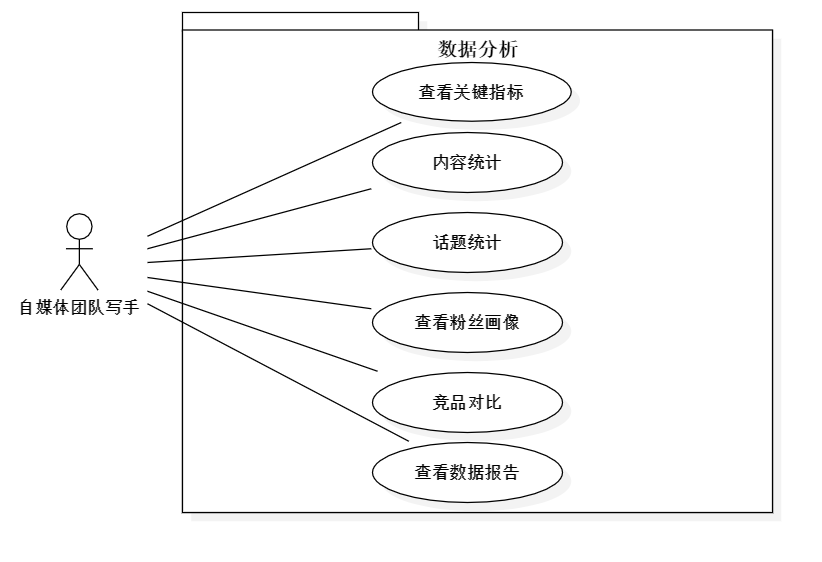 数据分析
查看关键指标
内容统计
话题统计
查看粉丝画像
自媒体团队写手
竞品对比
查看数据报告